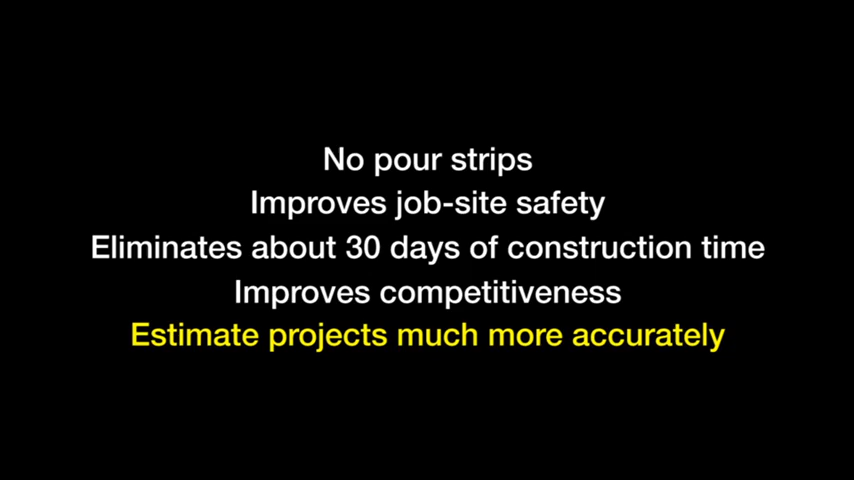 No pour strips
Improves job-site safety
Eliminates about 30 days of construction time
Improves competitiveness
Estimate projects much more accurately